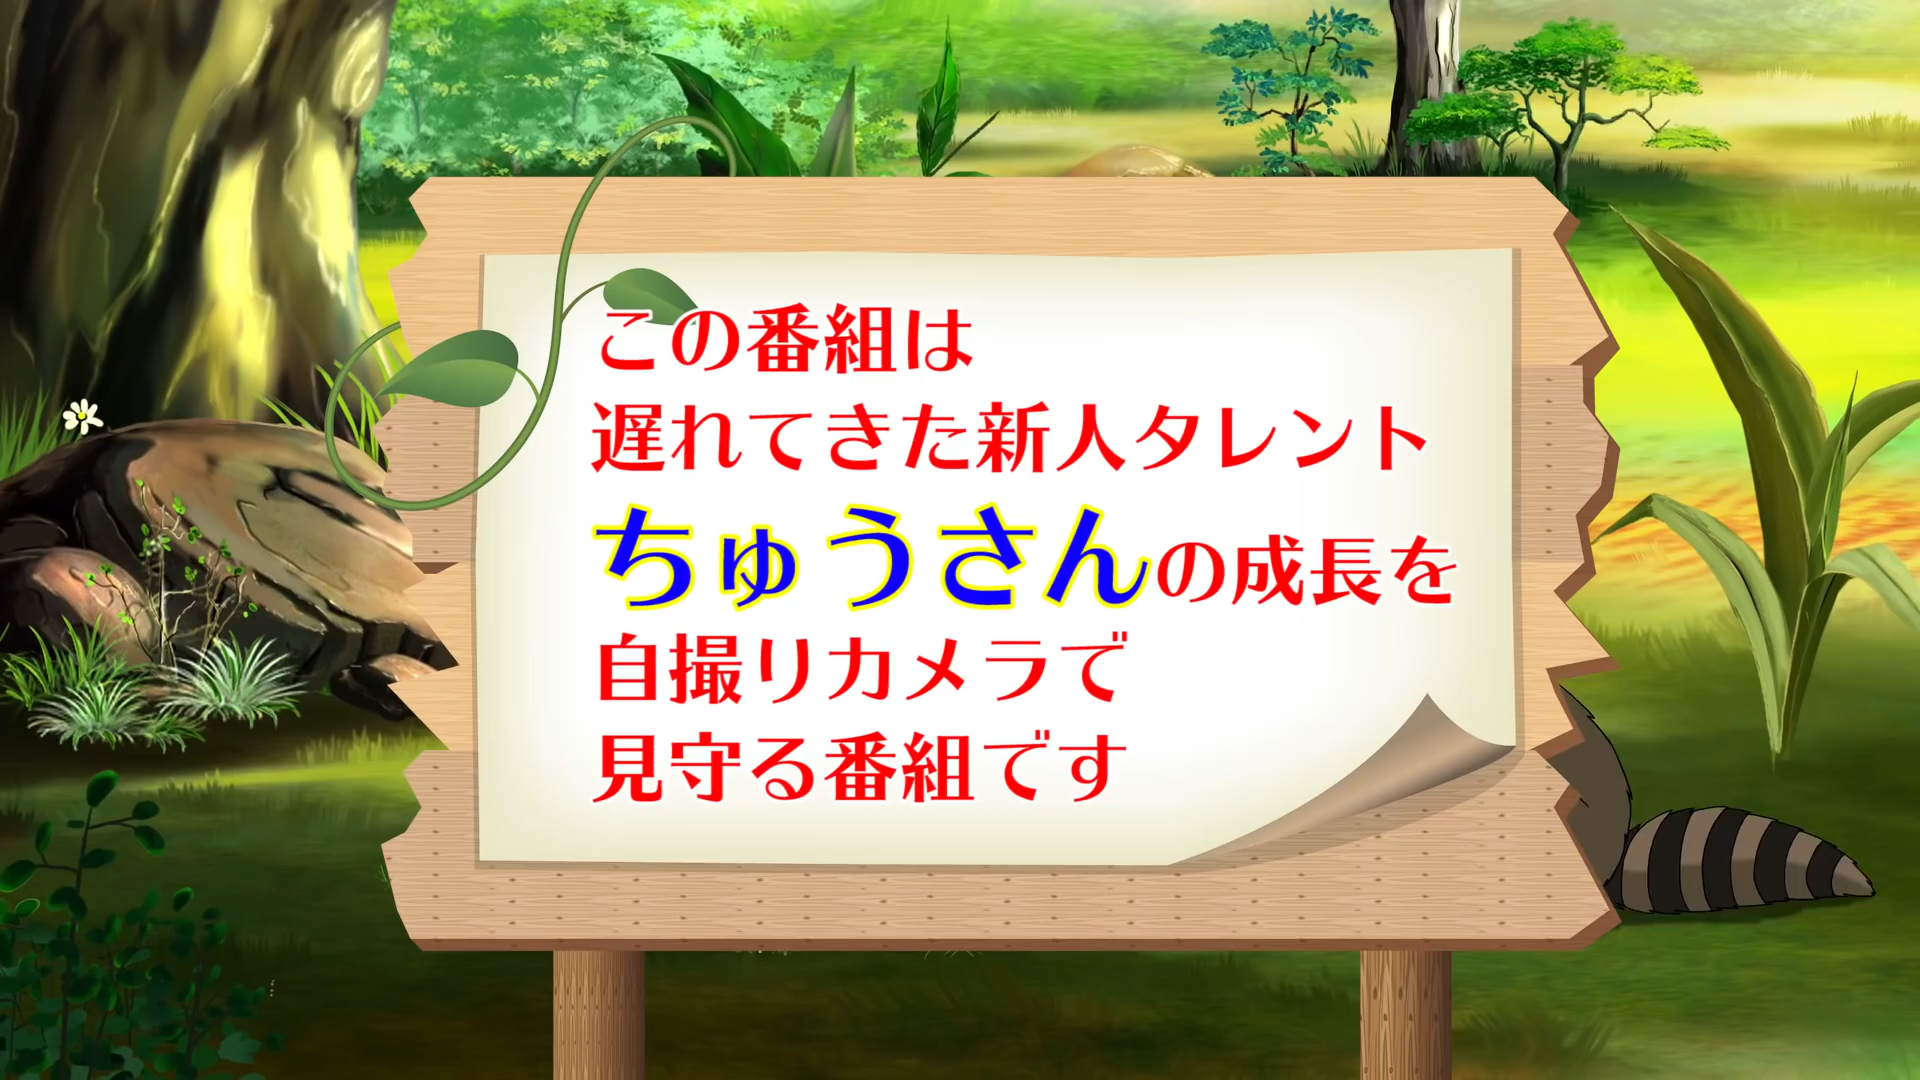 この番組は
遅れてきた新人タレント
ちゅうさんの成長を
自撮りカメラで
見守る番組です